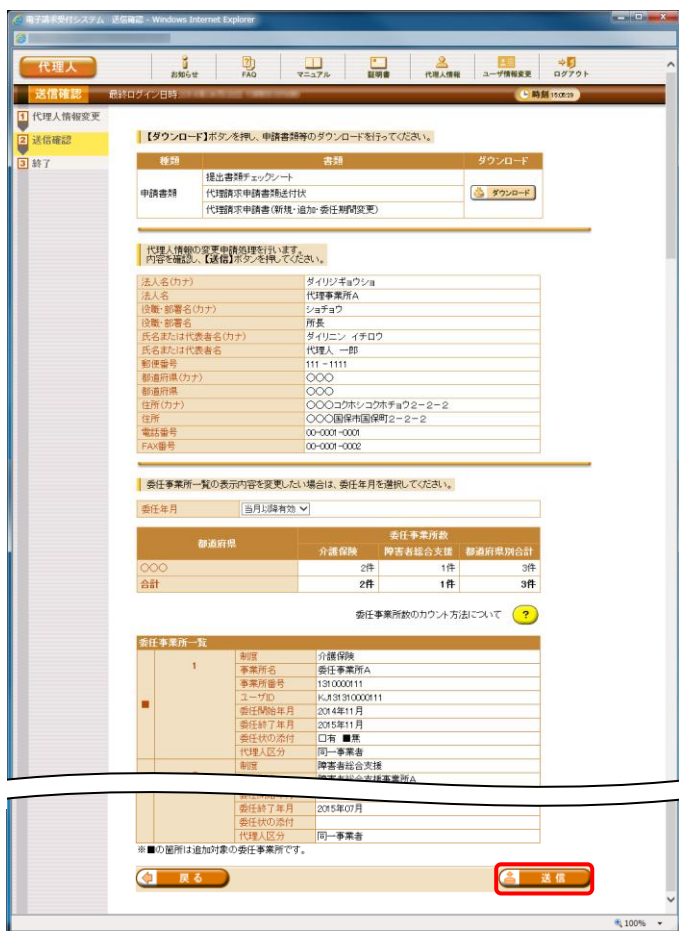 電子請求受付システム 送信確認 - Windows Internet Explorer
代理人
お知らせ FAQ マニュアル 証明書 代理人情報 ユーザ情報変更 ログアウト
送信確認 最終ログイン日時: 時刻 15:05:29
1 代理人情報変更
2 送信確認
3 終了
【ダウンロード】ボタンを押し、申請書類等のダウンロードを行ってください。
種類 書類 ダウンロード
申請書類 提出書類チェックシート
代理請求申請書類送付状
代理請求申請書(新規・追加・委任期間変更)
ダウンロード
代理人情報の変更申請処理を行います。
内容を確認し、【送信】ボタンを押してください。
法人名(カナ) ダイリジギョウショ
法人名 代理事業所A
役職・部署名(カナ) ショチョウ
役職・部署名 所長
氏名または代表者名(カナ) ダイリニン イチロウ
氏名または代表者名 代理人 一郎
郵便番号 111-1111
都道府県(カナ) ○○○
都道府県 ○○○
住所(カナ) ○○○コクホシコクホチョウ2-2-2
住所 ○○○国保市国保町2-2-2
電話番号 00-0001-0001
FAX番号 00-0001-0002
委任事業所一覧の表示内容を変更したい場合は、委任年月を選択してください。
委任年月 当月以降有効
都道府県 委任事業所数
介護保険 障害者総合支援 都道府県別合計
○○○ 2件 1件 3件
合計 2件 1件 3件
委任事業所数のカウント方法について ?
委任事業所一覧
■ 1 制度 介護保険
事業所名 委任事業所A
事業所番号 1310000111
ユーザID KJ131310000111
委任開始年月 2014年11月
委任終了年月 2015年11月
委任状の添付 □有 ■無
代理人区分 同一事業者
制度 障害者総合支援
障害者総合支援事業所A
委任終了年月 2015年07月
委任状の添付
代理人区分 同一事業者
※■の箇所は追加対象の委任事業所です。
戻る 送信
100%